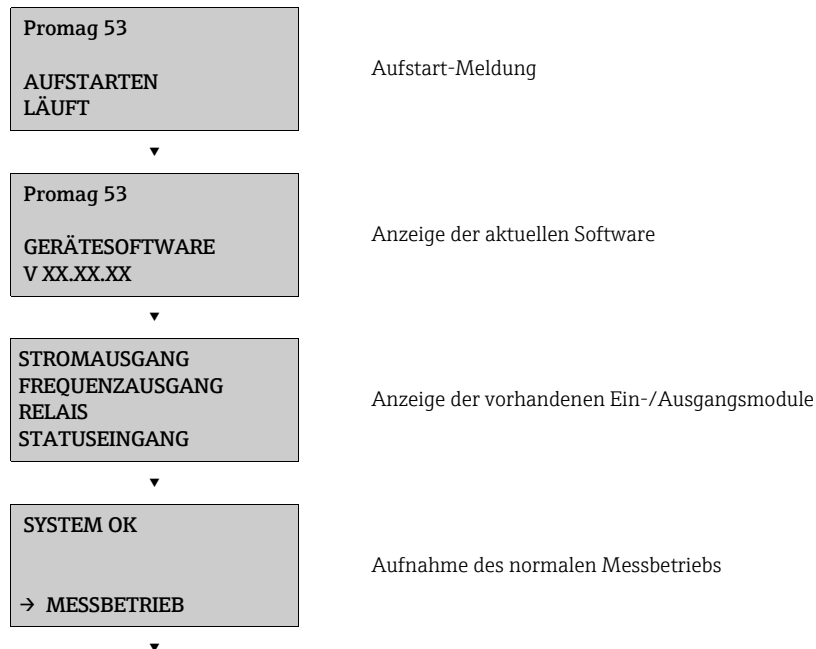 Promag 53
AUFSTARTEN
LÄUFT
Aufstart-Meldung
▼
Promag 53
GERÄTESOFTWARE
V XX.XX.XX
Anzeige der aktuellen Software
▼
STROMAUSGANG
FREQUENZAUSGANG
RELAIS
STATUSEINGANG
Anzeige der vorhandenen Ein-/Ausgangsmodule
▼
SYSTEM OK
→ MESSBETRIEB
Aufnahme des normalen Messbetriebs
▼